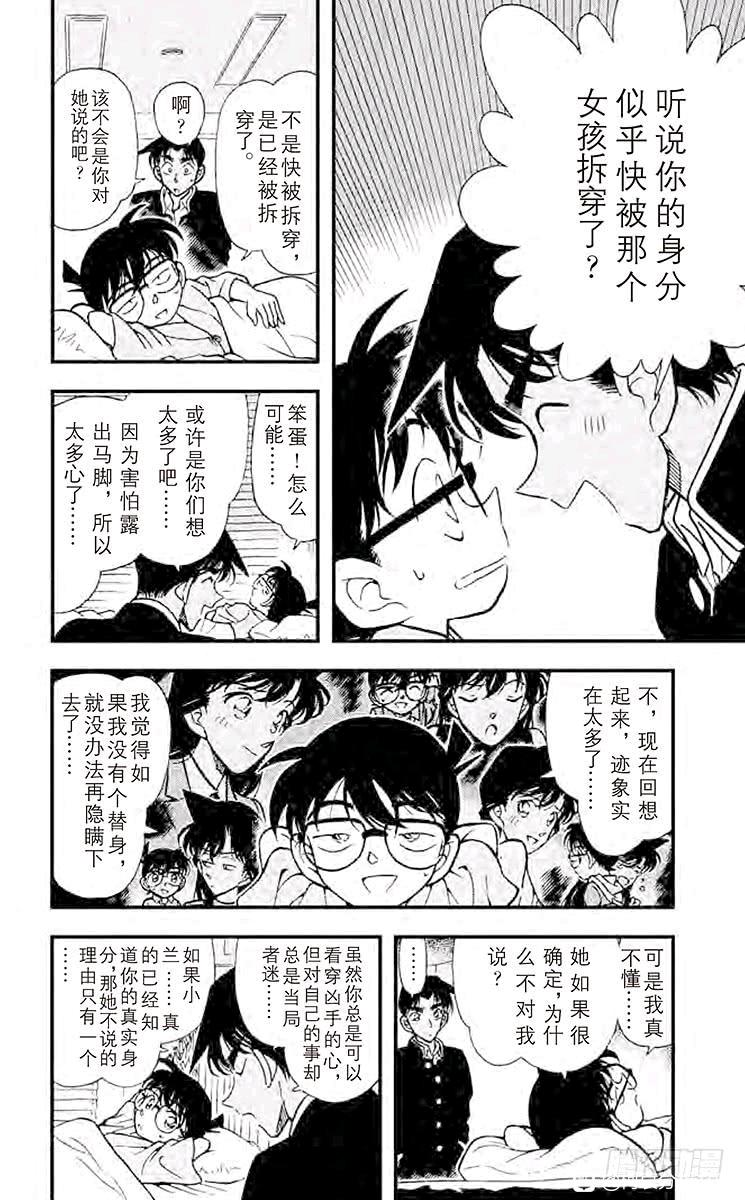 听说你的身分
似乎快被那个
女孩拆穿了？
不是快被拆穿，
是已经被拆
穿了。
啊？
该不会是你对
她说的吧？
笨蛋！怎么
可能……
或许是你们想
太多了吧……
因为害怕露
出马脚，所以
太多心了……
不，现在回想
起来，迹象实
在太多了……
我觉得如
果我没有个替身，
就没办法再隐瞒下
去了……
可是我真
不懂……
她如果很
确定，为什
么不对我
说？
……
虽然你总是可以
看穿凶手的心，
但对自己的事却
总是当局
者迷……
如果小
兰……真
的已经知
道你的真实身
分，那她不说的
理由只有一个
……